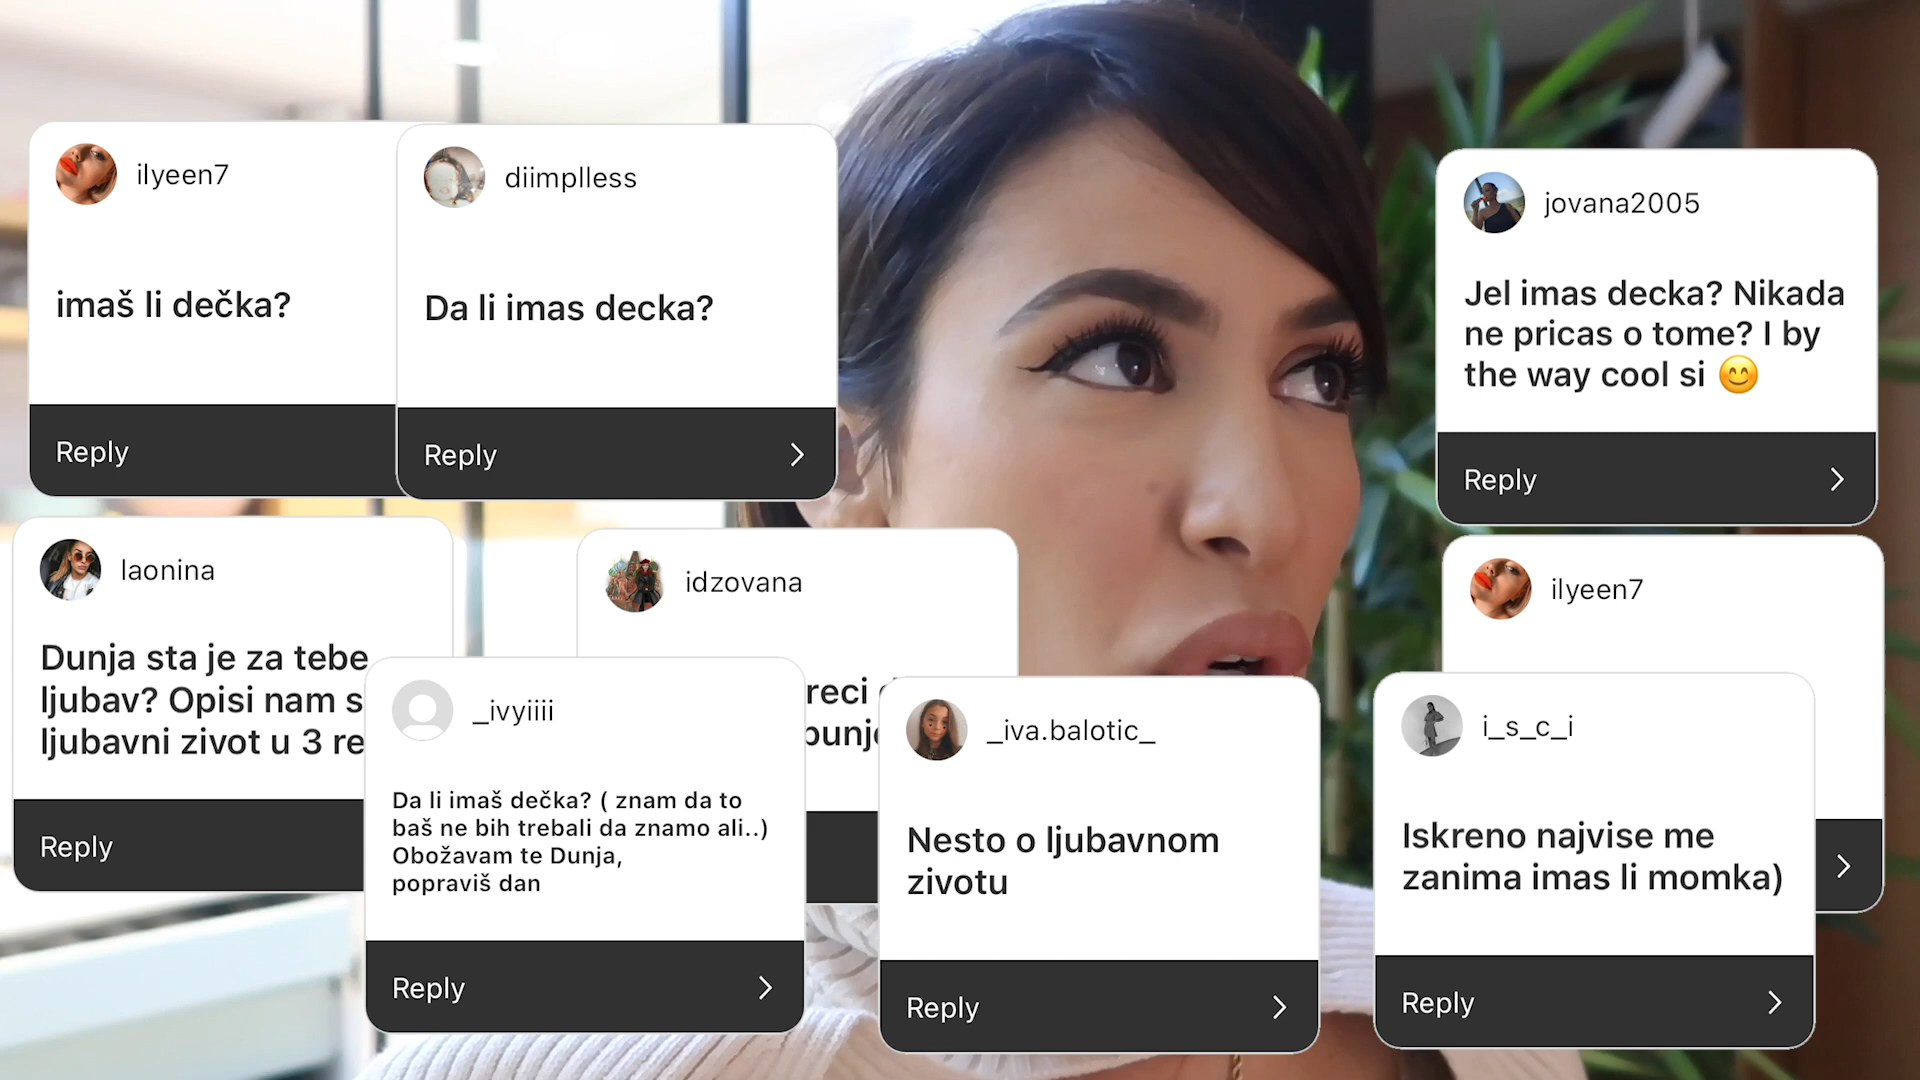 ilyeen7
imaš li dečka?
Reply
diimplless
Da li imas decka?
Reply
jovana2005
Jel imas decka? Nikada
ne pricas o tome? I by
the way cool si 😊
Reply
laonina
Dunja sta je za tebe
ljubav? Opisi nam
ljubavni zivot u 3
Reply
idzovana
reci
ilyeen7
_ivyiiii
Da li imaš dečka? ( znam da to
baš ne bih trebali da znamo ali..)
Obožavam te Dunja,
popraviš dan
Reply
_iva.balotic_
Nesto o ljubavnom
zivotu
Reply
i_s_c_i
Iskreno najvise me
zanima imas li momka)
Reply